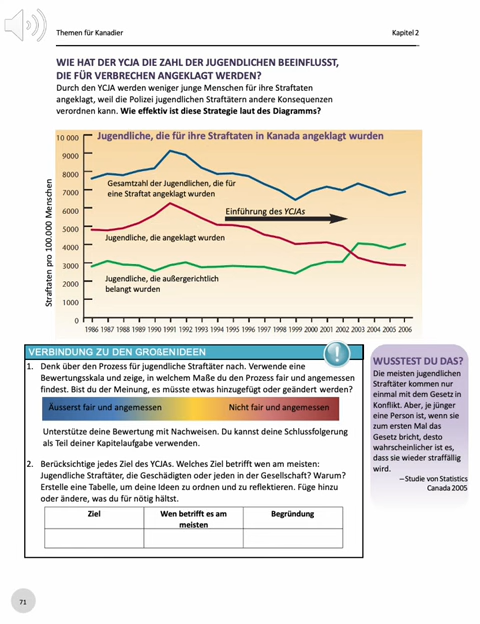 Themen für Kanadier
Kapitel 2
WIE HAT DER YCJA DIE ZAHL DER JUGENDLICHEN BEEINFLUSST,
DIE FÜR VERBRECHEN ANGEKLAGT WERDEN?
Durch den YCJA werden weniger junge Menschen für ihre Straftaten
angeklagt, weil die Polizei jugendlichen Straftätern andere Konsequenzen
verordnen kann. Wie effektiv ist diese Strategie laut des Diagramms?
Jugendliche, die für ihre Straftaten in Kanada angeklagt wurden
Straftaten pro 100.000 Menschen
10 000
9000
8000
7000
6000
5000
4000
3000
2000
1000
0
Gesamtzahl der Jugendlichen, die für
eine Straftat angeklagt wurden
Einführung des YCJAs
Jugendliche, die angeklagt wurden
Jugendliche, die außergerichtlich
belangt wurden
1986 1987 1988 1989 1990 1991 1992 1993 1994 1995 1996 1997 1998 1999 2000 2001 2002 2003 2004 2005 2006
VERBINDUNG ZU DEN GROßENIDEEN
!
1. Denk über den Prozess für jugendliche Straftäter nach. Verwende eine
Bewertungsskala und zeige, in welchem Maße du den Prozess fair und angemessen
findest. Bist du der Meinung, es müsste etwas hinzugefügt oder geändert werden?
Äusserst fair und angemessen
Nicht fair und angemessen
Unterstütze deine Bewertung mit Nachweisen. Du kannst deine Schlussfolgerung
als Teil deiner Kapitelaufgabe verwenden.
2. Berücksichtige jedes Ziel des YCJAs. Welches Ziel betrifft wen am meisten:
Jugendliche Straftäter, die Geschädigten oder jeden in der Gesellschaft? Warum?
Erstelle eine Tabelle, um deine Ideen zu ordnen und zu reflektieren. Füge hinzu
oder ändere, was du für nötig hältst.
Ziel
Wen betrifft es am
meisten
Begründung
WUSSTEST DU DAS?
Die meisten jugendlichen
Straftäter kommen nur
einmal mit dem Gesetz in
Konflikt. Aber, je jünger
eine Person ist, wenn sie
zum ersten Mal das
Gesetz bricht, desto
wahrscheinlicher ist es,
dass sie wieder straffällig
wird.
– Studie von Statistics
Canada 2005
71